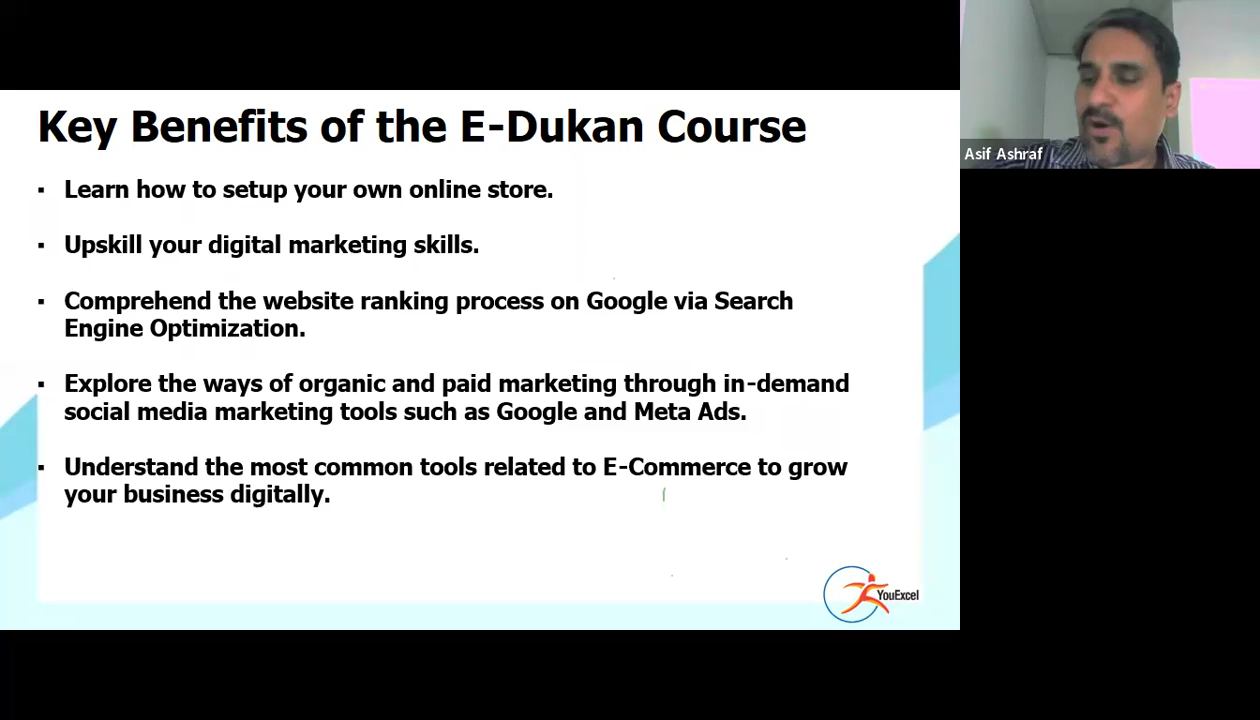 Key Benefits of the E-Dukan Course
▪ Learn how to setup your own online store.
▪ Upskill your digital marketing skills.
▪ Comprehend the website ranking process on Google via Search
Engine Optimization.
▪ Explore the ways of organic and paid marketing through in-demand
social media marketing tools such as Google and Meta Ads.
▪ Understand the most common tools related to E-Commerce to grow
your business digitally.
YouExcel
Asif Ashraf